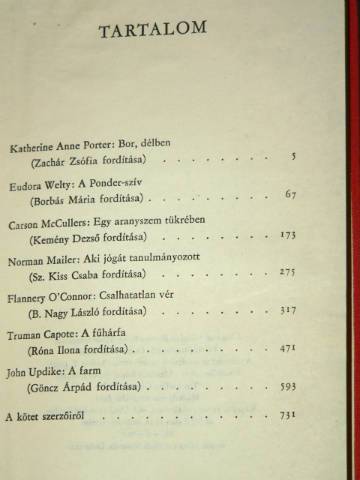 TARTALOM
Katherine Anne Porter: Bor, délben
(Zachár Zsófia fordítása) . . . . . . . . 5
Eudora Welty: A Ponder-szív
(Borbás Mária fordítása) . . . . . . . . 67
Carson McCullers: Egy aranyszem tükrében
(Kemény Dezső fordítása) . . . . . . . . 173
Norman Mailer: Aki jógát tanulmányozott
(Sz. Kiss Csaba fordítása) . . . . . . . . 275
Flannery O'Connor: Csalhatatlan vér
(B. Nagy László fordítása) . . . . . . . . 317
Truman Capote: A fűhárfa
(Róna Ilona fordítása) . . . . . . . . . 471
John Updike: A farm
(Göncz Árpád fordítása) . . . . . . . . 593
A kötet szerzőiről . . . . . . . . . . 731